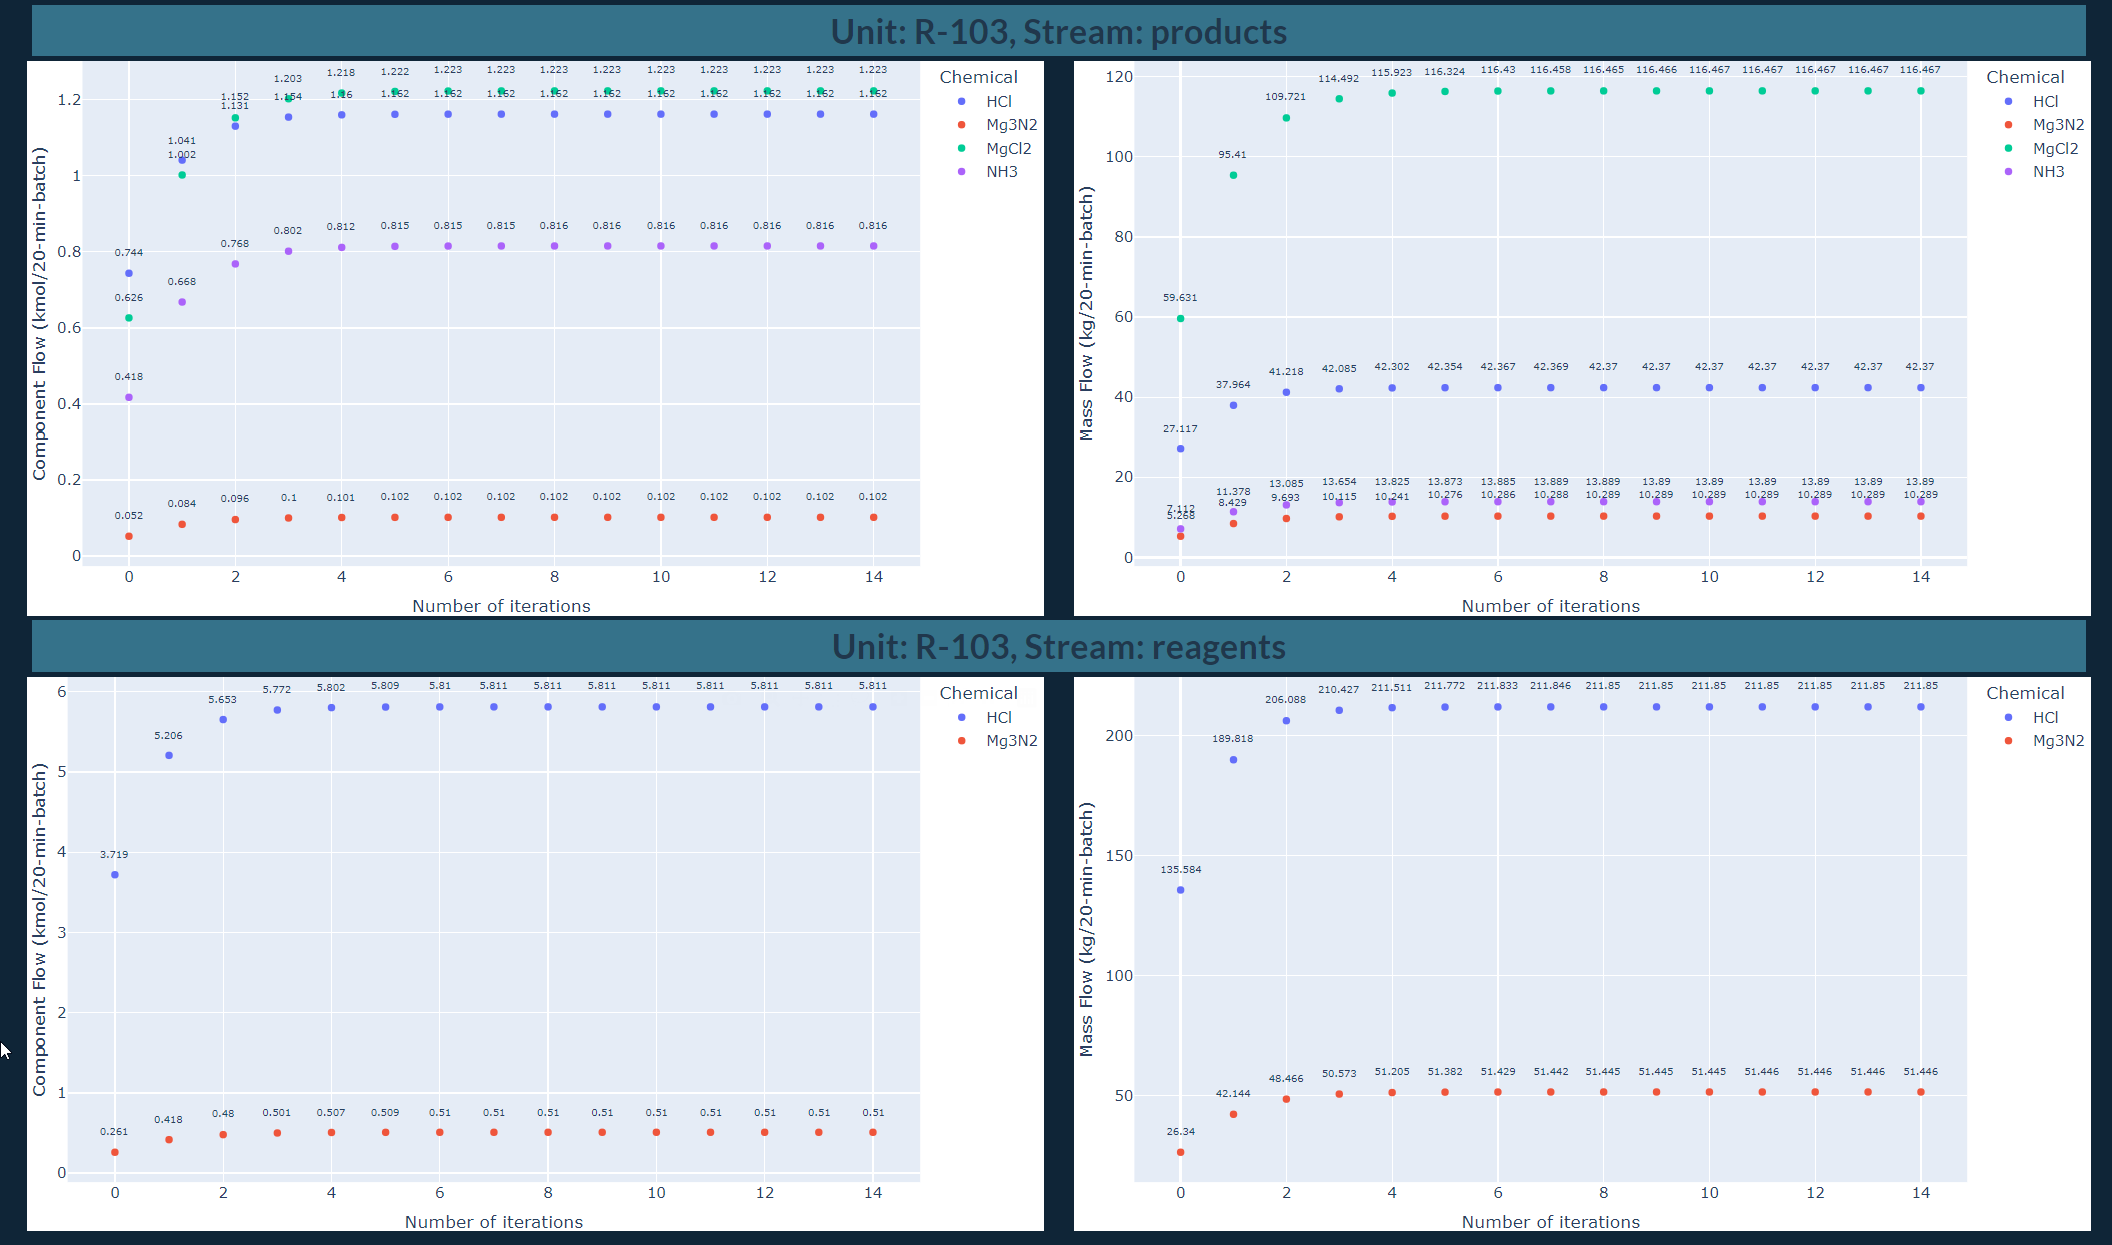 Unit: R-103, Stream: products
Component Flow (kmol/20-min-batch)
1.2
1
0.8
0.6
0.4
0.2
0
1.203 1.218 1.222 1.223 1.223 1.223 1.223 1.223 1.223 1.223 1.223 1.223
1.152 1.154 1.16 1.162 1.162 1.162 1.162 1.162 1.162 1.162 1.162 1.162 1.162
1.131
1.041
1.002
0.744
0.626
0.418 0.668 0.768 0.802 0.812 0.815 0.815 0.815 0.816 0.816 0.816 0.816 0.816 0.816 0.816
0.052 0.084 0.096 0.1 0.101 0.102 0.102 0.102 0.102 0.102 0.102 0.102 0.102 0.102 0.102
0 2 4 6 8 10 12 14
Number of iterations
Chemical
HCl
Mg3N2
MgCl2
NH3
Mass Flow (kg/20-min-batch)
120
100
80
60
40
20
0
59.631 95.41 109.721 114.492 115.923 116.324 116.43 116.458 116.465 116.466 116.467 116.467 116.467 116.467 116.467
27.117 37.964 41.218 42.085 42.302 42.354 42.367 42.369 42.37 42.37 42.37 42.37 42.37 42.37 42.37
7.112 11.378 13.085 13.654 13.825 13.873 13.885 13.889 13.889 13.89 13.89 13.89 13.89 13.89 13.89
5.268 8.429 9.693 10.115 10.241 10.276 10.286 10.288 10.289 10.289 10.289 10.289 10.289 10.289 10.289
0 2 4 6 8 10 12 14
Number of iterations
Chemical
HCl
Mg3N2
MgCl2
NH3
Unit: R-103, Stream: reagents
Component Flow (kmol/20-min-batch)
6
5
4
3
2
1
0
3.719 5.206 5.653 5.772 5.802 5.809 5.81 5.811 5.811 5.811 5.811 5.811 5.811 5.811 5.811
0.261 0.418 0.48 0.501 0.507 0.509 0.51 0.51 0.51 0.51 0.51 0.51 0.51 0.51 0.51
0 2 4 6 8 10 12 14
Number of iterations
Chemical
HCl
Mg3N2
Mass Flow (kg/20-min-batch)
200
150
100
50
135.584 189.818 206.088 210.427 211.511 211.772 211.833 211.846 211.85 211.85 211.85 211.85 211.85 211.85 211.85
26.34 42.144 48.466 50.573 51.205 51.382 51.429 51.442 51.445 51.445 51.446 51.446 51.446 51.446 51.446
0 2 4 6 8 10 12 14
Number of iterations
Chemical
HCl
Mg3N2